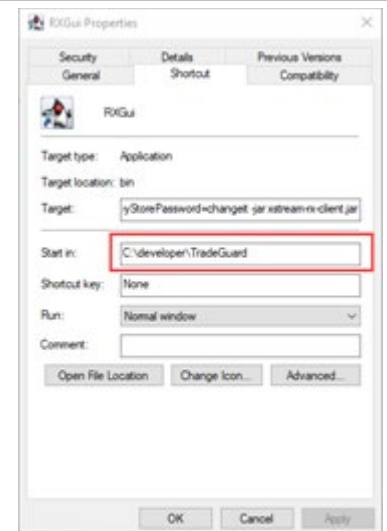 RXGui Properties
Security Details Previous Versions
General Shortcut Compatibility
RXGui
Target type: Application
Target location: bin
Target: yStorePassword=changeit -jar xstream-rx-client.jar
Start in: C:\developer\TradeGuard
Shortcut key: None
Run: Normal window
Comment:
Open File Location Change Icon... Advanced...
OK Cancel Apply